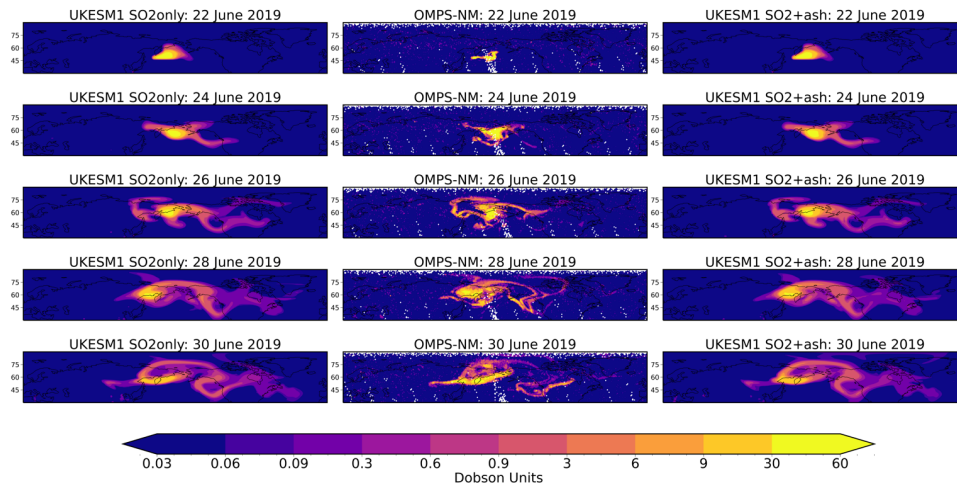 UKESM1 SO2only: 22 June 2019 OMPS-NM: 22 June 2019 UKESM1 SO2+ash: 22 June 2019
75 75
60 60 60
45 45 45
UKESM1 SO2only: 24 June 2019 OMPS-NM: 24 June 2019 UKESM1 SO2+ash: 24 June 2019
75 75 75
60 60 60
45 45 45
UKESM1 SO2only: 26 June 2019 OMPS-NM: 26 June 2019 UKESM1 SO2+ash: 26 June 2019
75 75 75
60 60 60
45 45 45
UKESM1 SO2only: 28 June 2019 OMPS-NM: 28 June 2019 UKESM1 SO2+ash: 28 June 2019
75 75 75
60 60 60
45 45 45
UKESM1 SO2only: 30 June 2019 OMPS-NM: 30 June 2019 UKESM1 SO2+ash: 30 June 2019
75 75 75
60 60 60
45 45 45
0.03 0.06 0.09 0.3 0.6 0.9 3 6 9 30 60
Dobson Units